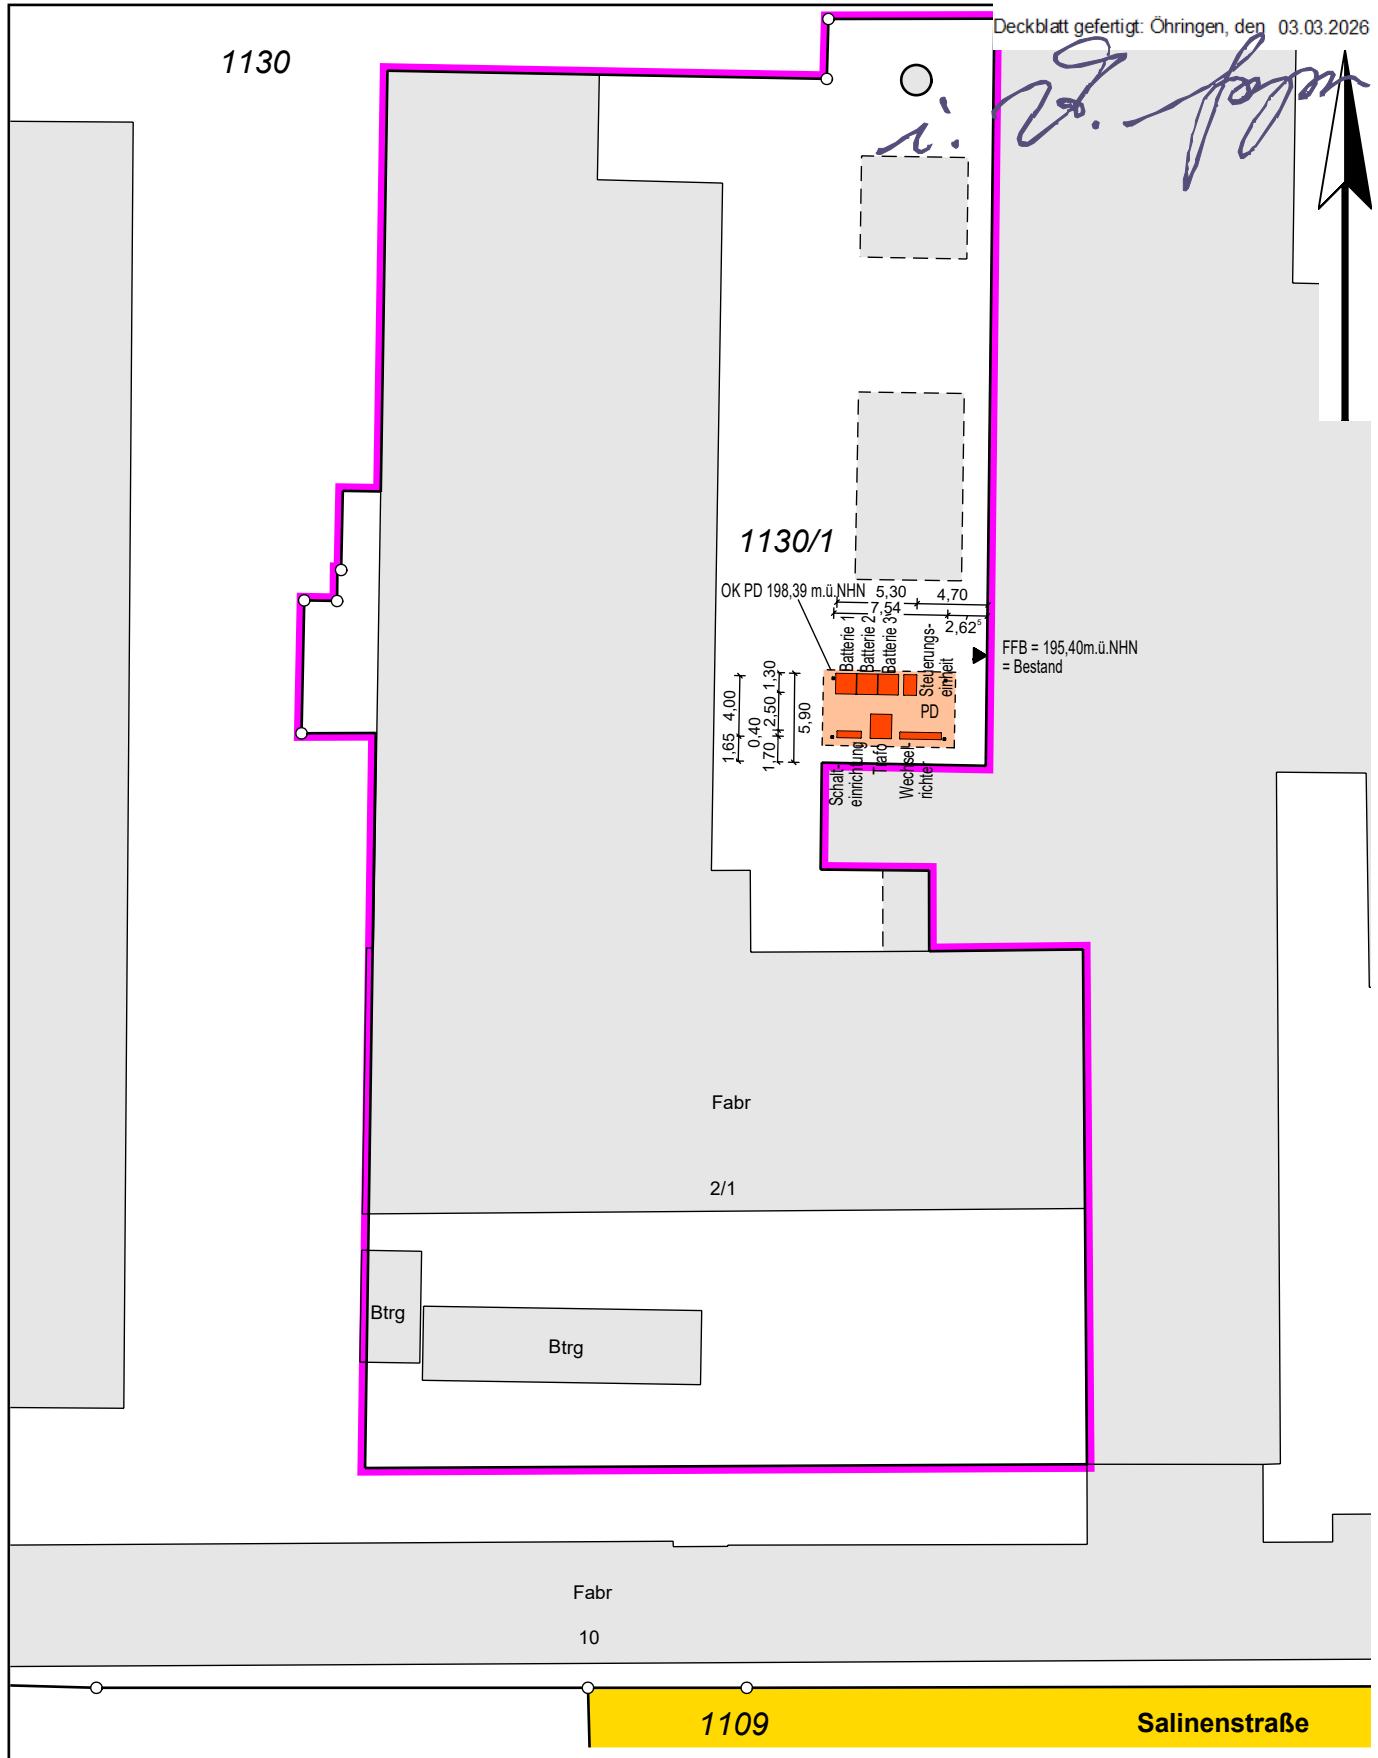 Deckblatt gefertigt: Öhringen, den 03.03.2026
1130
i.
1130/1
OK PD 198,39 m.ü.NHN
5,30
4,70
7,54
2,62⁵
Batterie 1
Batterie 2
Batterie 3
Steuerungs-
einheit
FFB = 195,40m.ü.NHN
= Bestand
PD
1,30
4,00
2,50
5,90
0,40
1,65
1,70
Schalt-
einrichtung
Trafo
Wechsel-
richter
Fabr
2/1
Btrg
Btrg
Fabr
10
1109
Salinenstraße